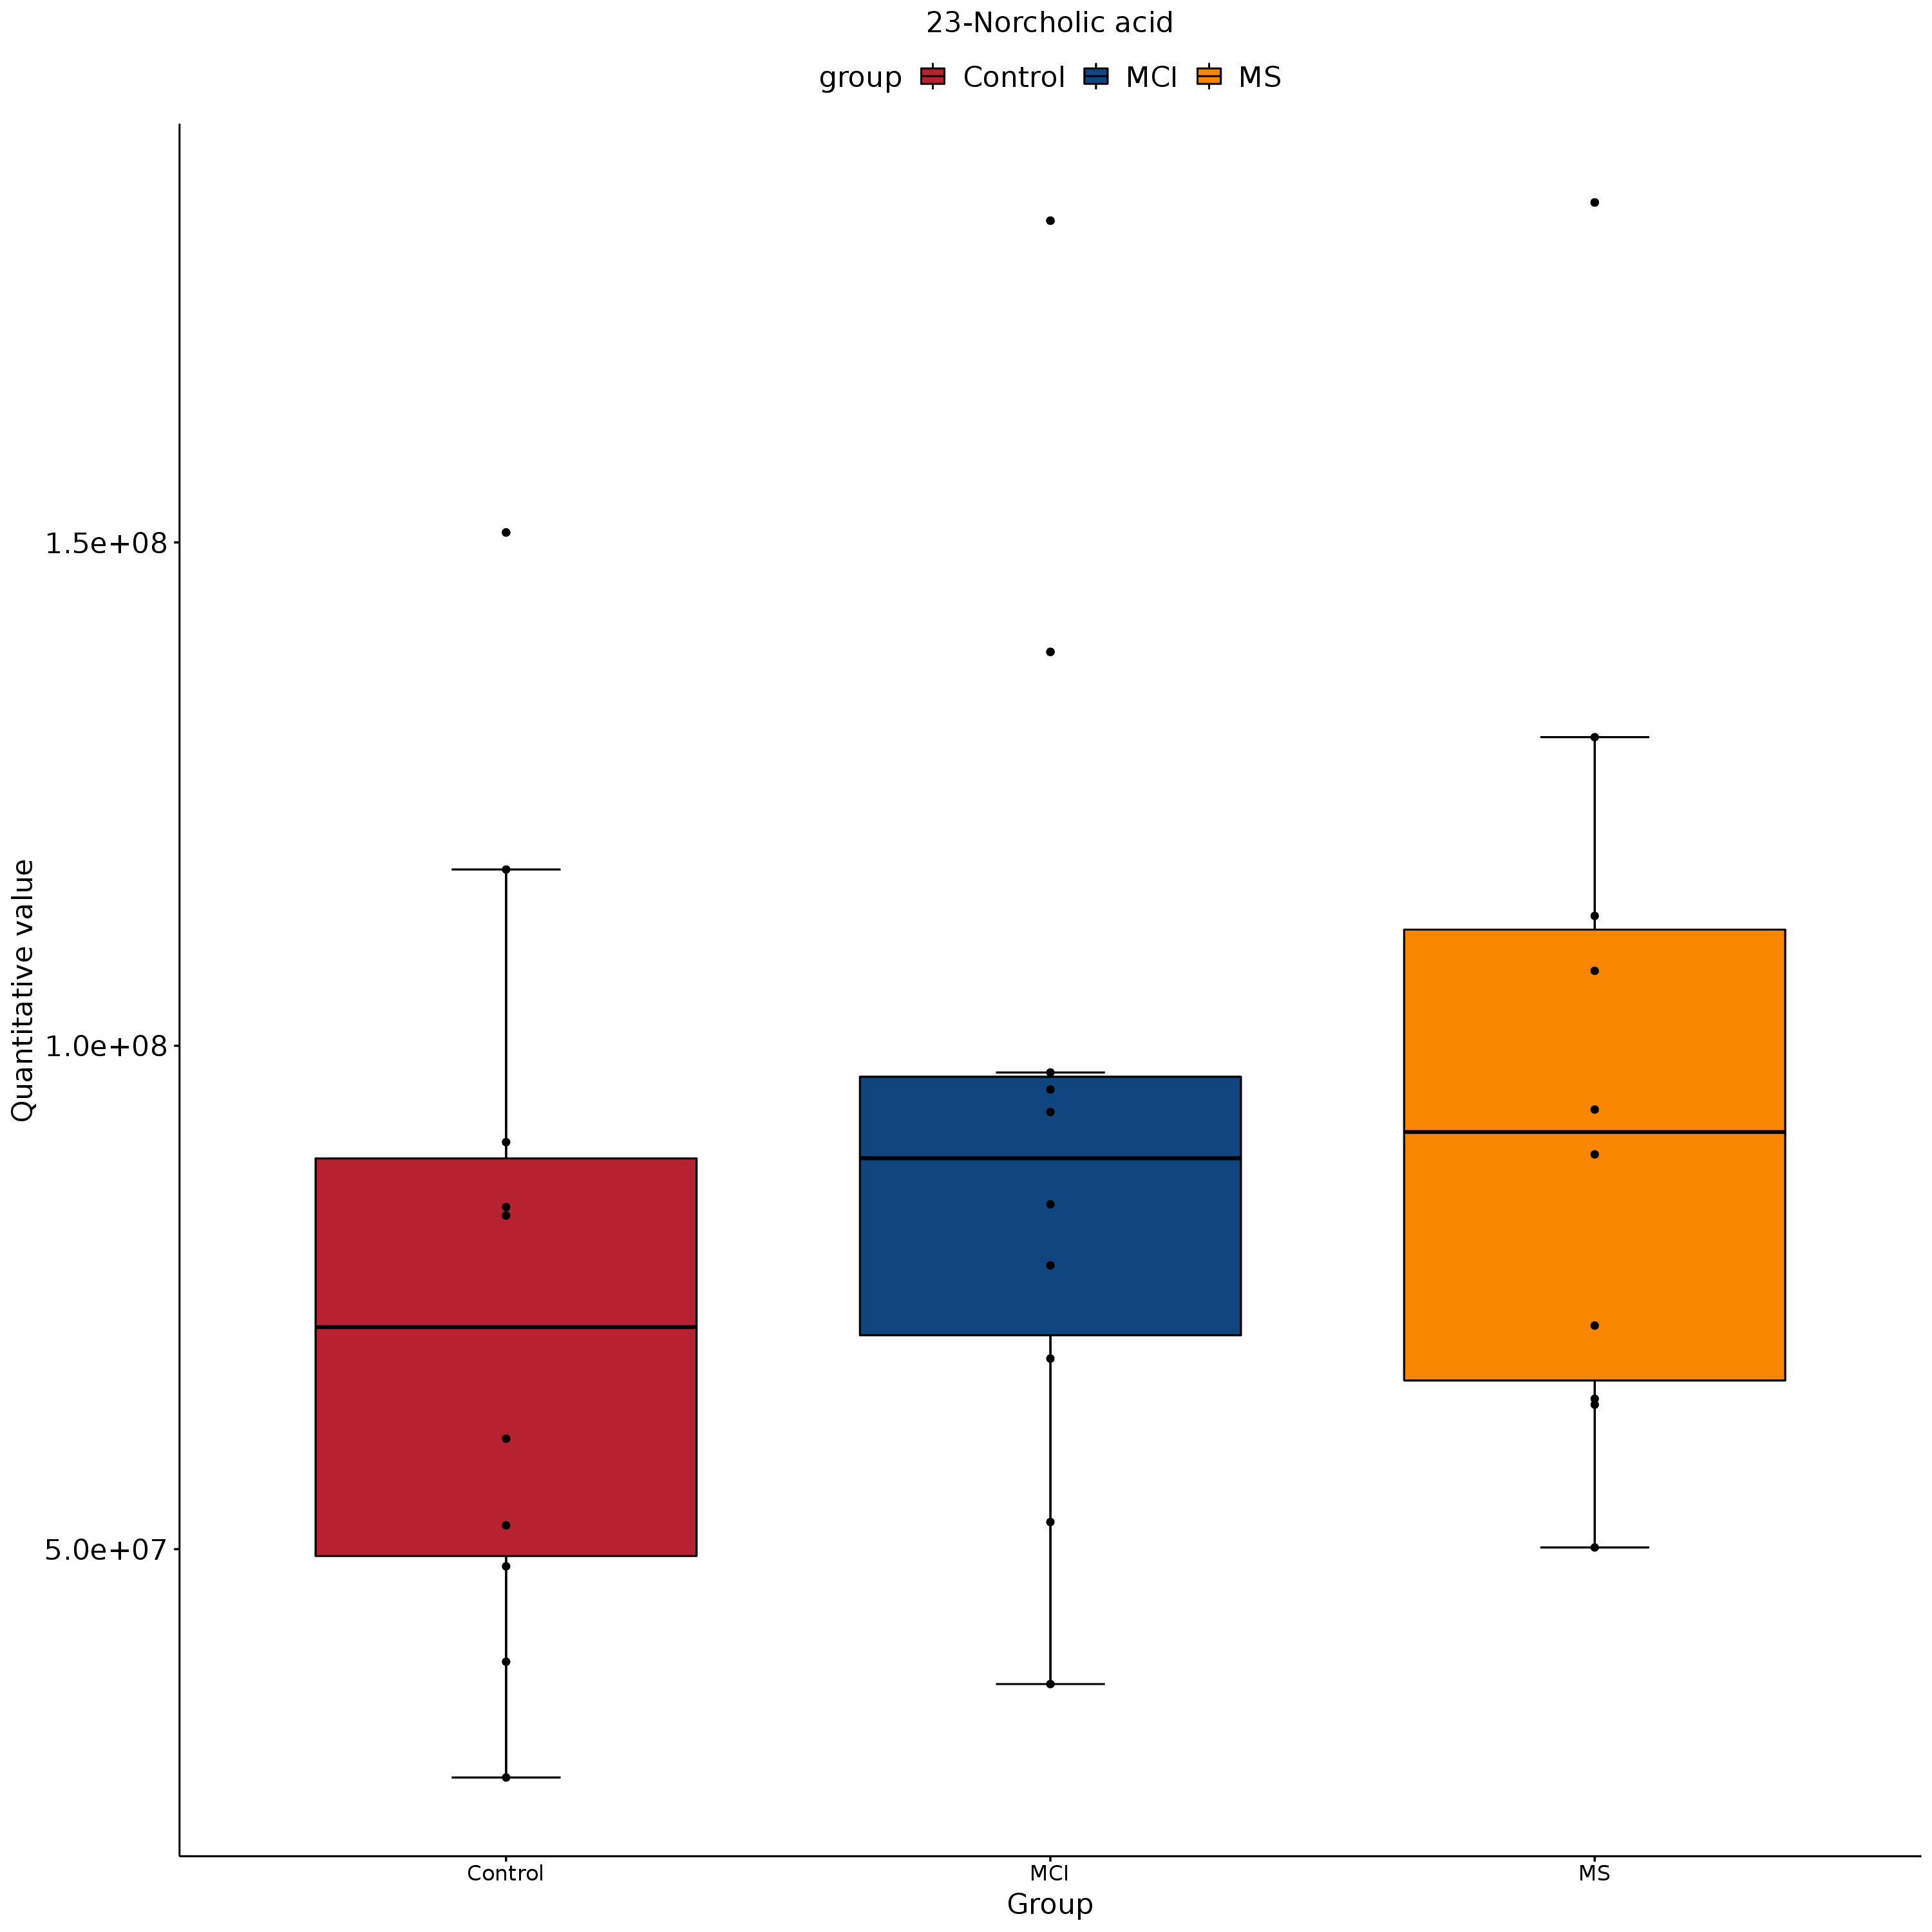 23-Norcholic acid
group Control MCI MS
Quantitative value
1.5e+08
1.0e+08
5.0e+07
Control MCI MS
Group